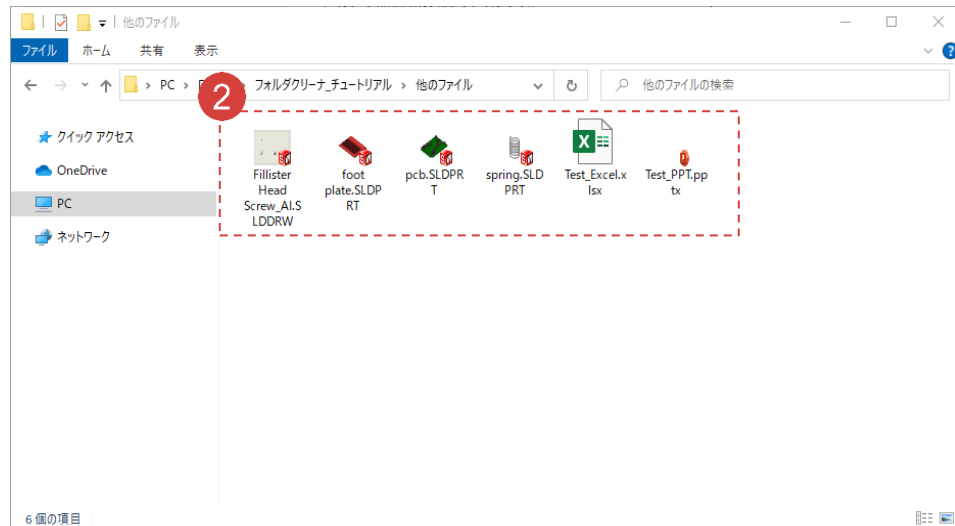 他のファイル
ファイル ホーム 共有 表示
PC フォルダクリーナ_チュートリアル 他のファイル 他のファイルの検索
2
クイック アクセス
OneDrive
PC
ネットワーク
Fillister
Head
Screw_AI.S
LDDRW
foot
plate.SLDP
RT
pcb.SLDPR
T
spring.SLD
PRT
Test_Excel.x
lsx
Test_PPT.pp
tx
6 個の項目